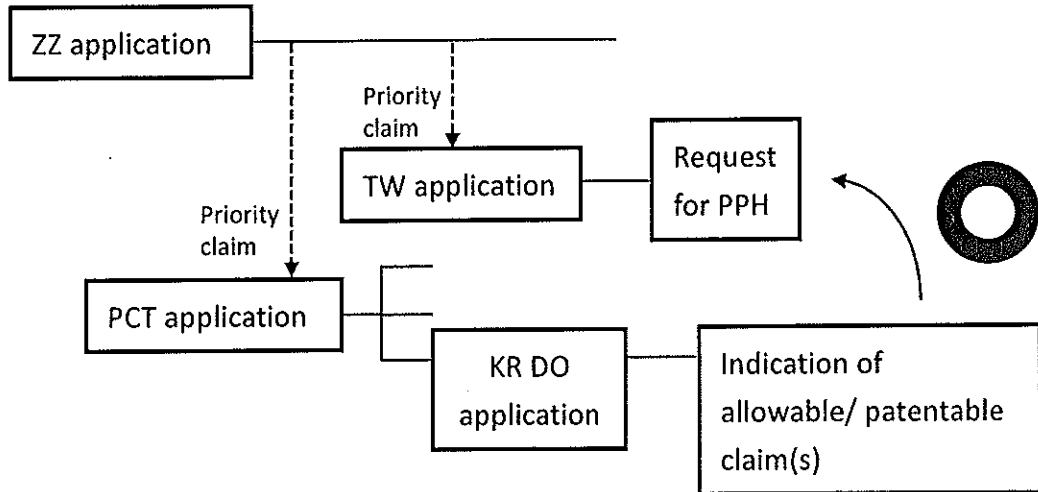 ZZ application
Priority
claim
Request
for PPH
TW application
Priority
claim
PCT application
KR DO
application
Indication of
allowable/ patentable
claim(s)